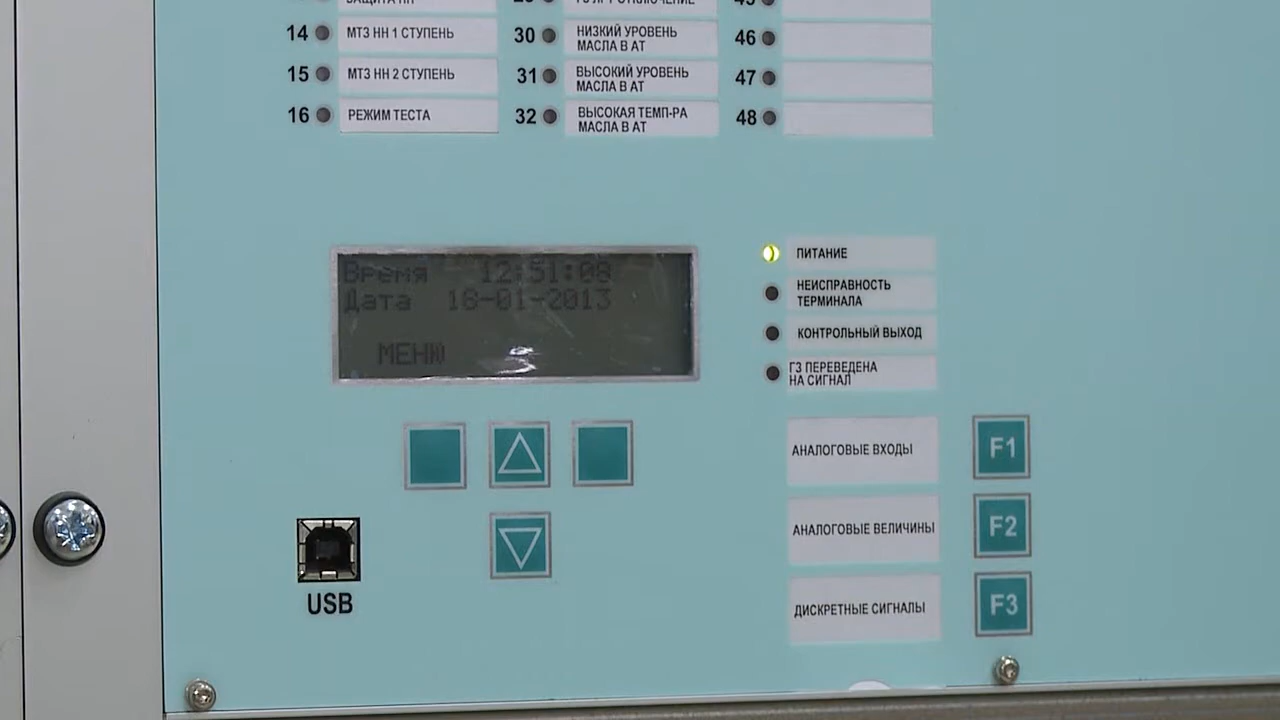 14 МТЗ НН 1 СТУПЕНЬ
15 МТЗ НН 2 СТУПЕНЬ
16 РЕЖИМ ТЕСТА
30 НИЗКИЙ УРОВЕНЬ
МАСЛА В АТ
31 ВЫСОКИЙ УРОВЕНЬ
МАСЛА В АТ
32 ВЫСОКАЯ ТЕМП-РА
МАСЛА В АТ
46
47
48
Время 12:51:08
Дата 18-01-2013
МЕНЮ
ПИТАНИЕ
НЕИСПРАВНОСТЬ
ТЕРМИНАЛА
КОНТРОЛЬНЫЙ ВЫХОД
ГЗ ПЕРЕВЕДЕНА
НА СИГНАЛ
АНАЛОГОВЫЕ ВХОДЫ F1
АНАЛОГОВЫЕ ВЕЛИЧИНЫ F2
ДИСКРЕТНЫЕ СИГНАЛЫ F3
USB